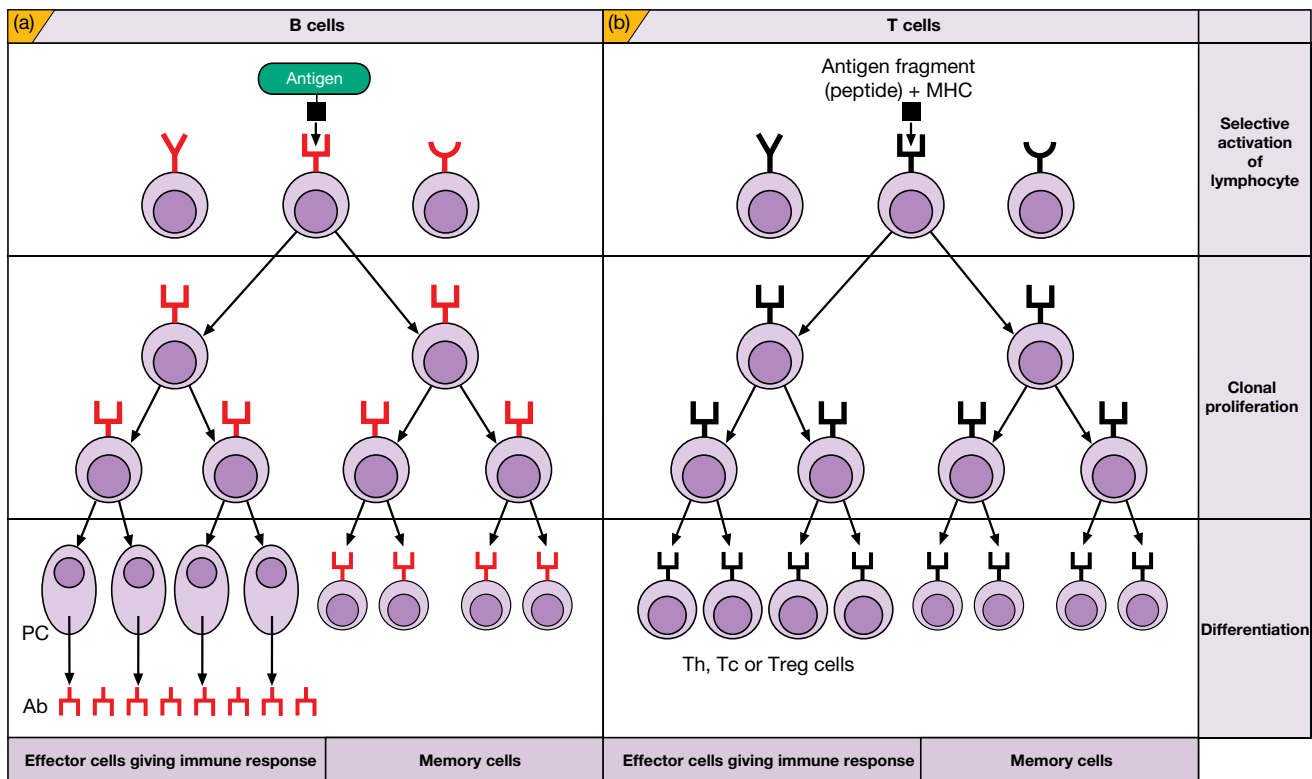 (a)
B cells
(b)
T cells
Antigen
Antigen fragment
(peptide) + MHC
Selective
activation
of
lymphocyte
Clonal
proliferation
PC
Ab
Th, Tc or Treg cells
Differentiation
Effector cells giving immune response
Memory cells
Effector cells giving immune response
Memory cells